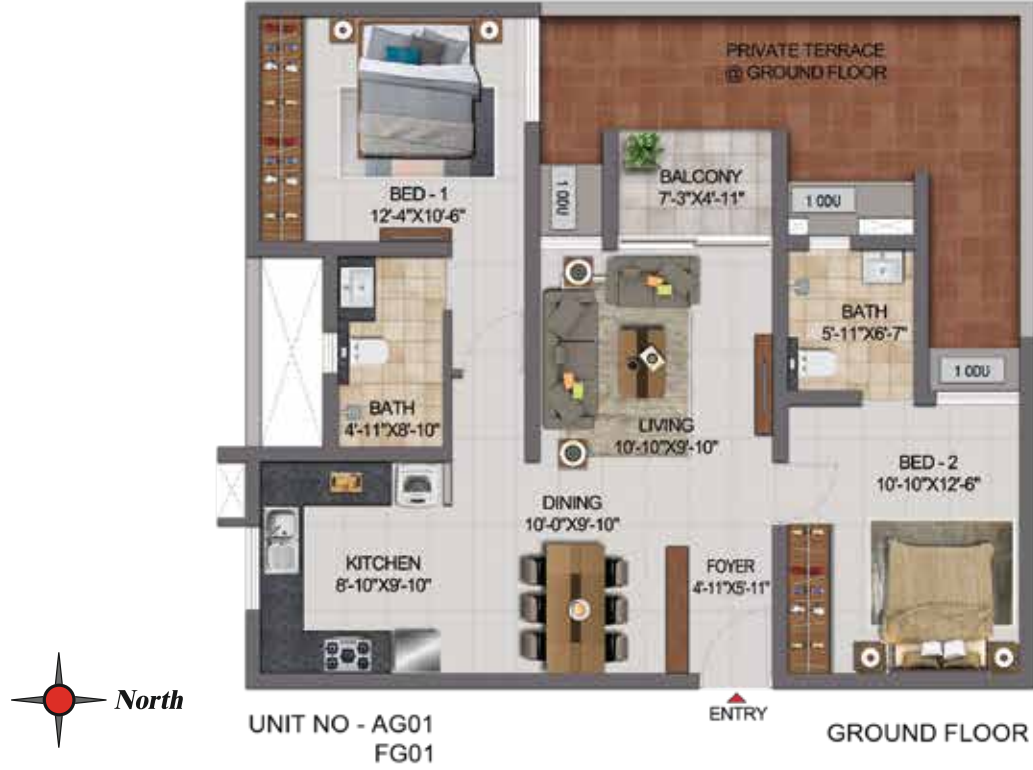 PRIVATE TERRACE
@ GROUND FLOOR
BED - 1
12'-4"X10'-6"
1 ODU
BALCONY
7'-3"X4'-11"
1 ODU
BATH
5'-11"X6'-7"
1 ODU
BATH
4'-11"X8'-10"
LIVING
10'-10"X9'-10"
BED - 2
10'-10"X12'-6"
DINING
10'-0"X9'-10"
KITCHEN
8'-10"X9'-10"
FOYER
4'-11"X5'-11"
North
ENTRY
UNIT NO - AG01
FG01
GROUND FLOOR